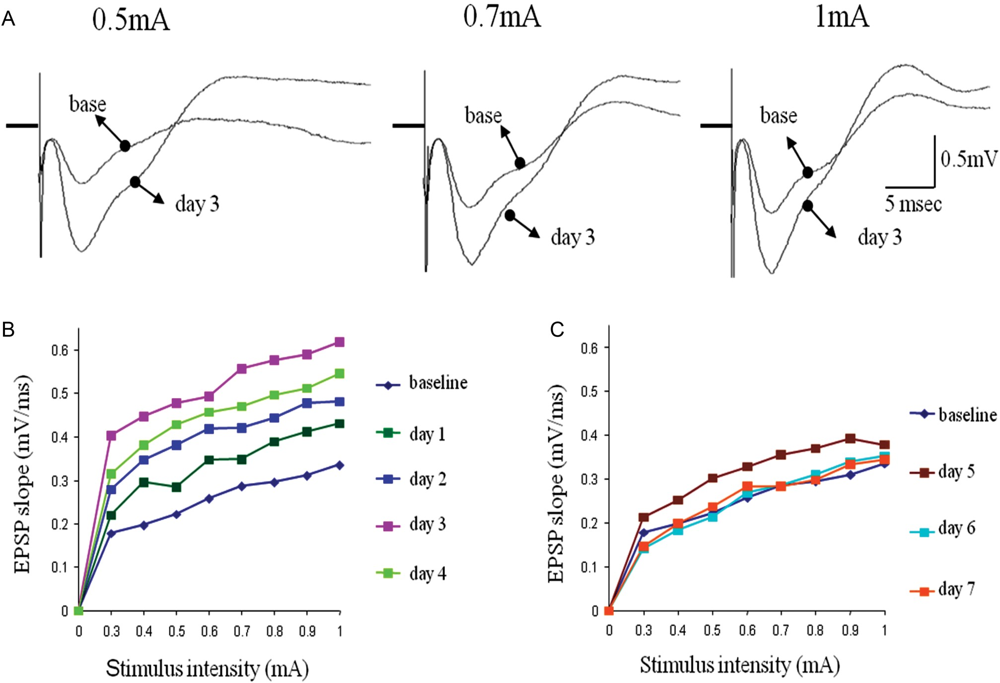 A
0.5mA
0.7mA
1mA
base
day 3
base
day 3
base
day 3
0.5mV
5 msec
B
EPSP slope (mV/ms)
0.6
0.5
0.4
0.3
0.2
0.1
0
0 0.3 0.4 0.5 0.6 0.7 0.8 0.9 1
Stimulus intensity (mA)
baseline
day 1
day 2
day 3
day 4
C
EPSP slope (mV/ms)
0.6
0.5
0.4
0.3
0.2
0.1
0
0 0.3 0.4 0.5 0.6 0.7 0.8 0.9 1
Stimulus intensity (mA)
baseline
day 5
day 6
day 7